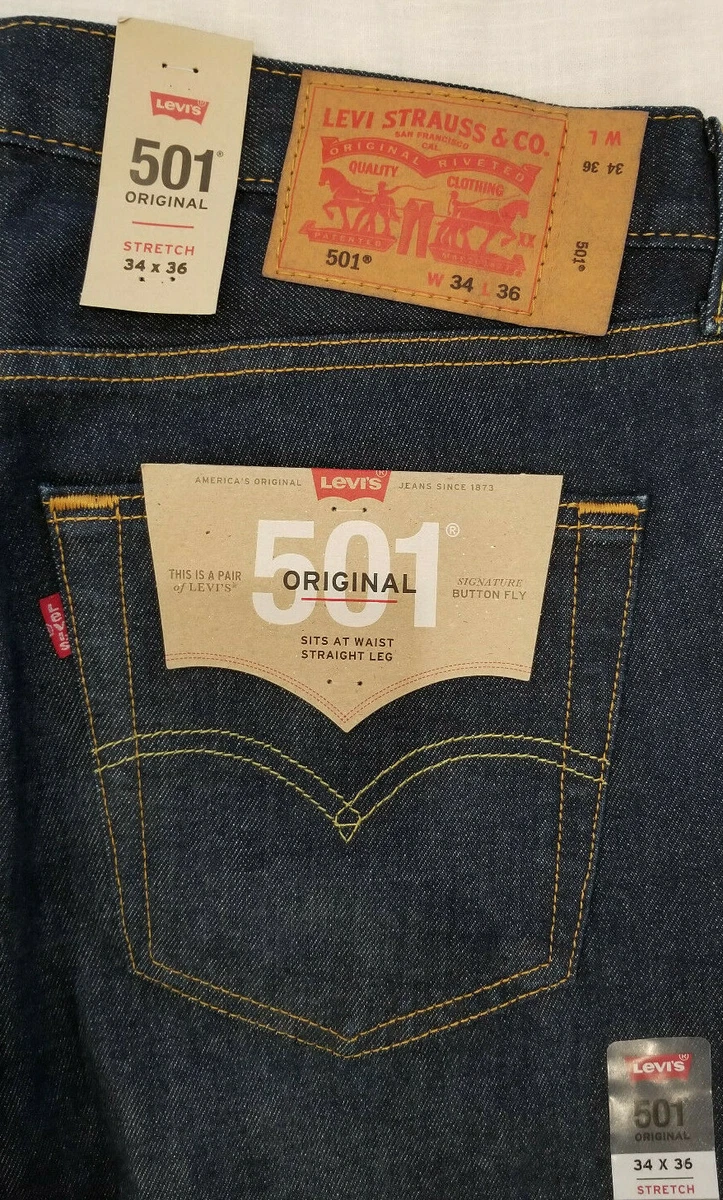 LEVI'S®
501®
ORIGINAL
STRETCH
34 x 36
LEVI STRAUSS & CO.
SAN FRANCISCO
CAL.
ORIGINAL RIVETED
QUALITY
CLOTHING
PATENTED
XX
501®
W 34 L 36
W L
34 36
501®
AMERICA'S ORIGINAL LEVI'S® JEANS SINCE 1873
501®
ORIGINAL
THIS IS A PAIR
of LEVI'S®
SIGNATURE
BUTTON FLY
SITS AT WAIST
STRAIGHT LEG
LEVI'S®
LEVI'S®
501
ORIGINAL
34 X 36
STRETCH